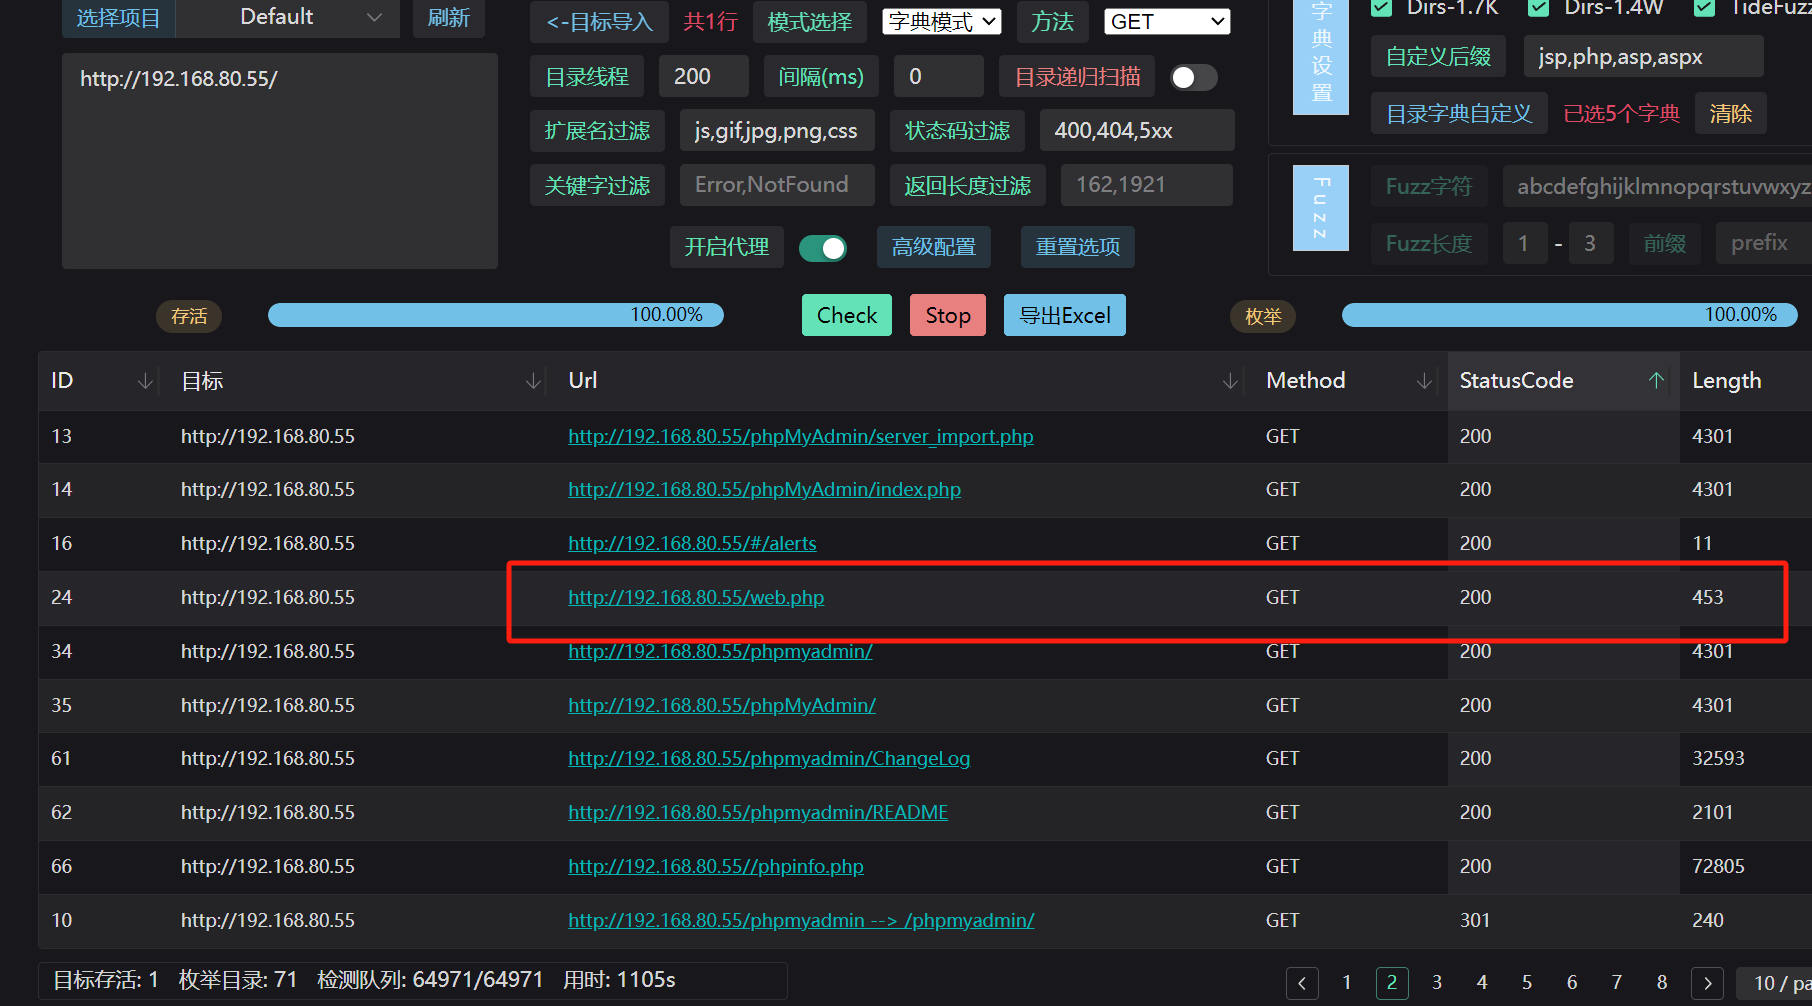 选择项目 Default 刷新
http://192.168.80.55/
<-目标导入 共1行 模式选择 字典模式 方法 GET
目录线程 200 间隔(ms) 0 目录递归扫描
扩展名过滤 js,gif,jpg,png,css 状态码过滤 400,404,5xx
关键字过滤 Error,NotFound 返回长度过滤 162,1921
开启代理 高级配置 重置选项
字典设置
Dirs-1.7K Dirs-1.4W TideFuzz
自定义后缀 jsp,php,asp,aspx
目录字典自定义 已选5个字典 清除
Fuzz
Fuzz字符 abcdefghijklmnopqrstuvwxyz
Fuzz长度 1 - 3 前缀 prefix
存活 100.00% Check Stop 导出Excel 枚举 100.00%
ID 目标 Url Method StatusCode Length
13 http://192.168.80.55 http://192.168.80.55/phpMyAdmin/server_import.php GET 200 4301
14 http://192.168.80.55 http://192.168.80.55/phpMyAdmin/index.php GET 200 4301
16 http://192.168.80.55 http://192.168.80.55/#/alerts GET 200 11
24 http://192.168.80.55 http://192.168.80.55/web.php GET 200 453
34 http://192.168.80.55 http://192.168.80.55/phpmyadmin/ GET 200 4301
35 http://192.168.80.55 http://192.168.80.55/phpMyAdmin/ GET 200 4301
61 http://192.168.80.55 http://192.168.80.55/phpmyadmin/ChangeLog GET 200 32593
62 http://192.168.80.55 http://192.168.80.55/phpmyadmin/README GET 200 2101
66 http://192.168.80.55 http://192.168.80.55//phpinfo.php GET 200 72805
10 http://192.168.80.55 http://192.168.80.55/phpmyadmin --> /phpmyadmin/ GET 301 240
目标存活: 1 枚举目录: 71 检测队列: 64971/64971 用时: 1105s
1 2 3 4 5 6 7 8 10 / pa